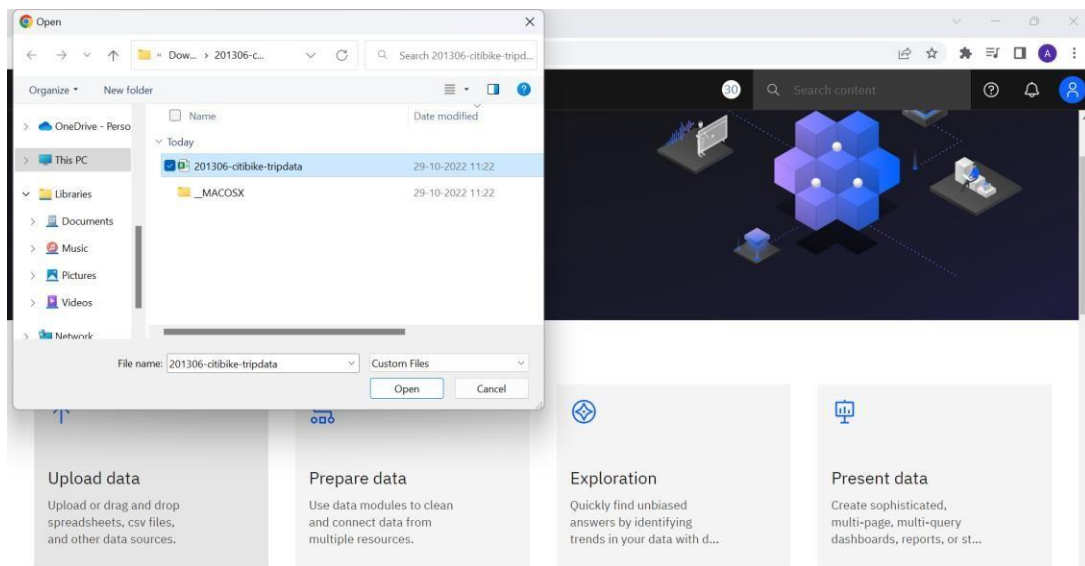 Open
« Dow... > 201306-c...
Search 201306-citibike-tripd...
Organize
New folder
Name
Date modified
OneDrive - Perso
Today
This PC
201306-citibike-tripdata
29-10-2022 11:22
Libraries
__MACOSX
29-10-2022 11:22
Documents
Music
Pictures
Videos
Network
File name: 201306-citibike-tripdata
Custom Files
Open
Cancel
30
Search content
A
Upload data
Upload or drag and drop
spreadsheets, csv files,
and other data sources.
Prepare data
Use data modules to clean
and connect data from
multiple resources.
Exploration
Quickly find unbiased
answers by identifying
trends in your data with d...
Present data
Create sophisticated,
multi-page, multi-query
dashboards, reports, or st...